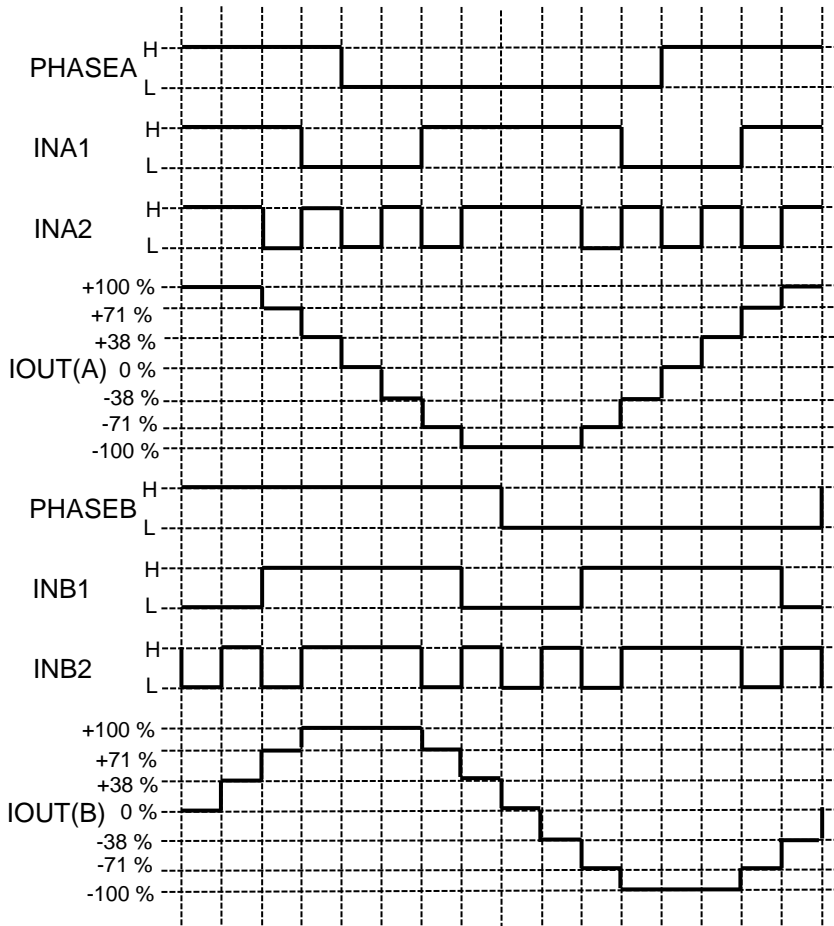 PHASEA
H
L
INA1
H
L
INA2
H
L
IOUT(A)
+100 %
+71 %
+38 %
0 %
-38 %
-71 %
-100 %
PHASEB
H
L
INB1
H
L
INB2
H
L
IOUT(B)
+100 %
+71 %
+38 %
0 %
-38 %
-71 %
-100 %